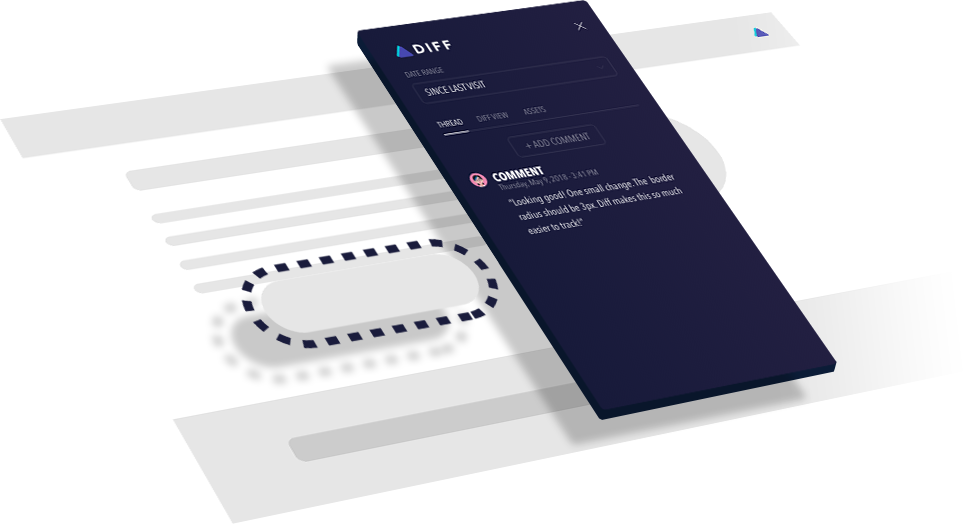 DIFF
DATE RANGE
SINCE LAST VISIT
THREAD DIFF VIEW ASSETS
+ ADD COMMENT
COMMENT
Thursday, May 9, 2018 - 3:41 PM
"Looking good! One small change. The border
radius should be 3px. Diff makes this so much
easier to track!"